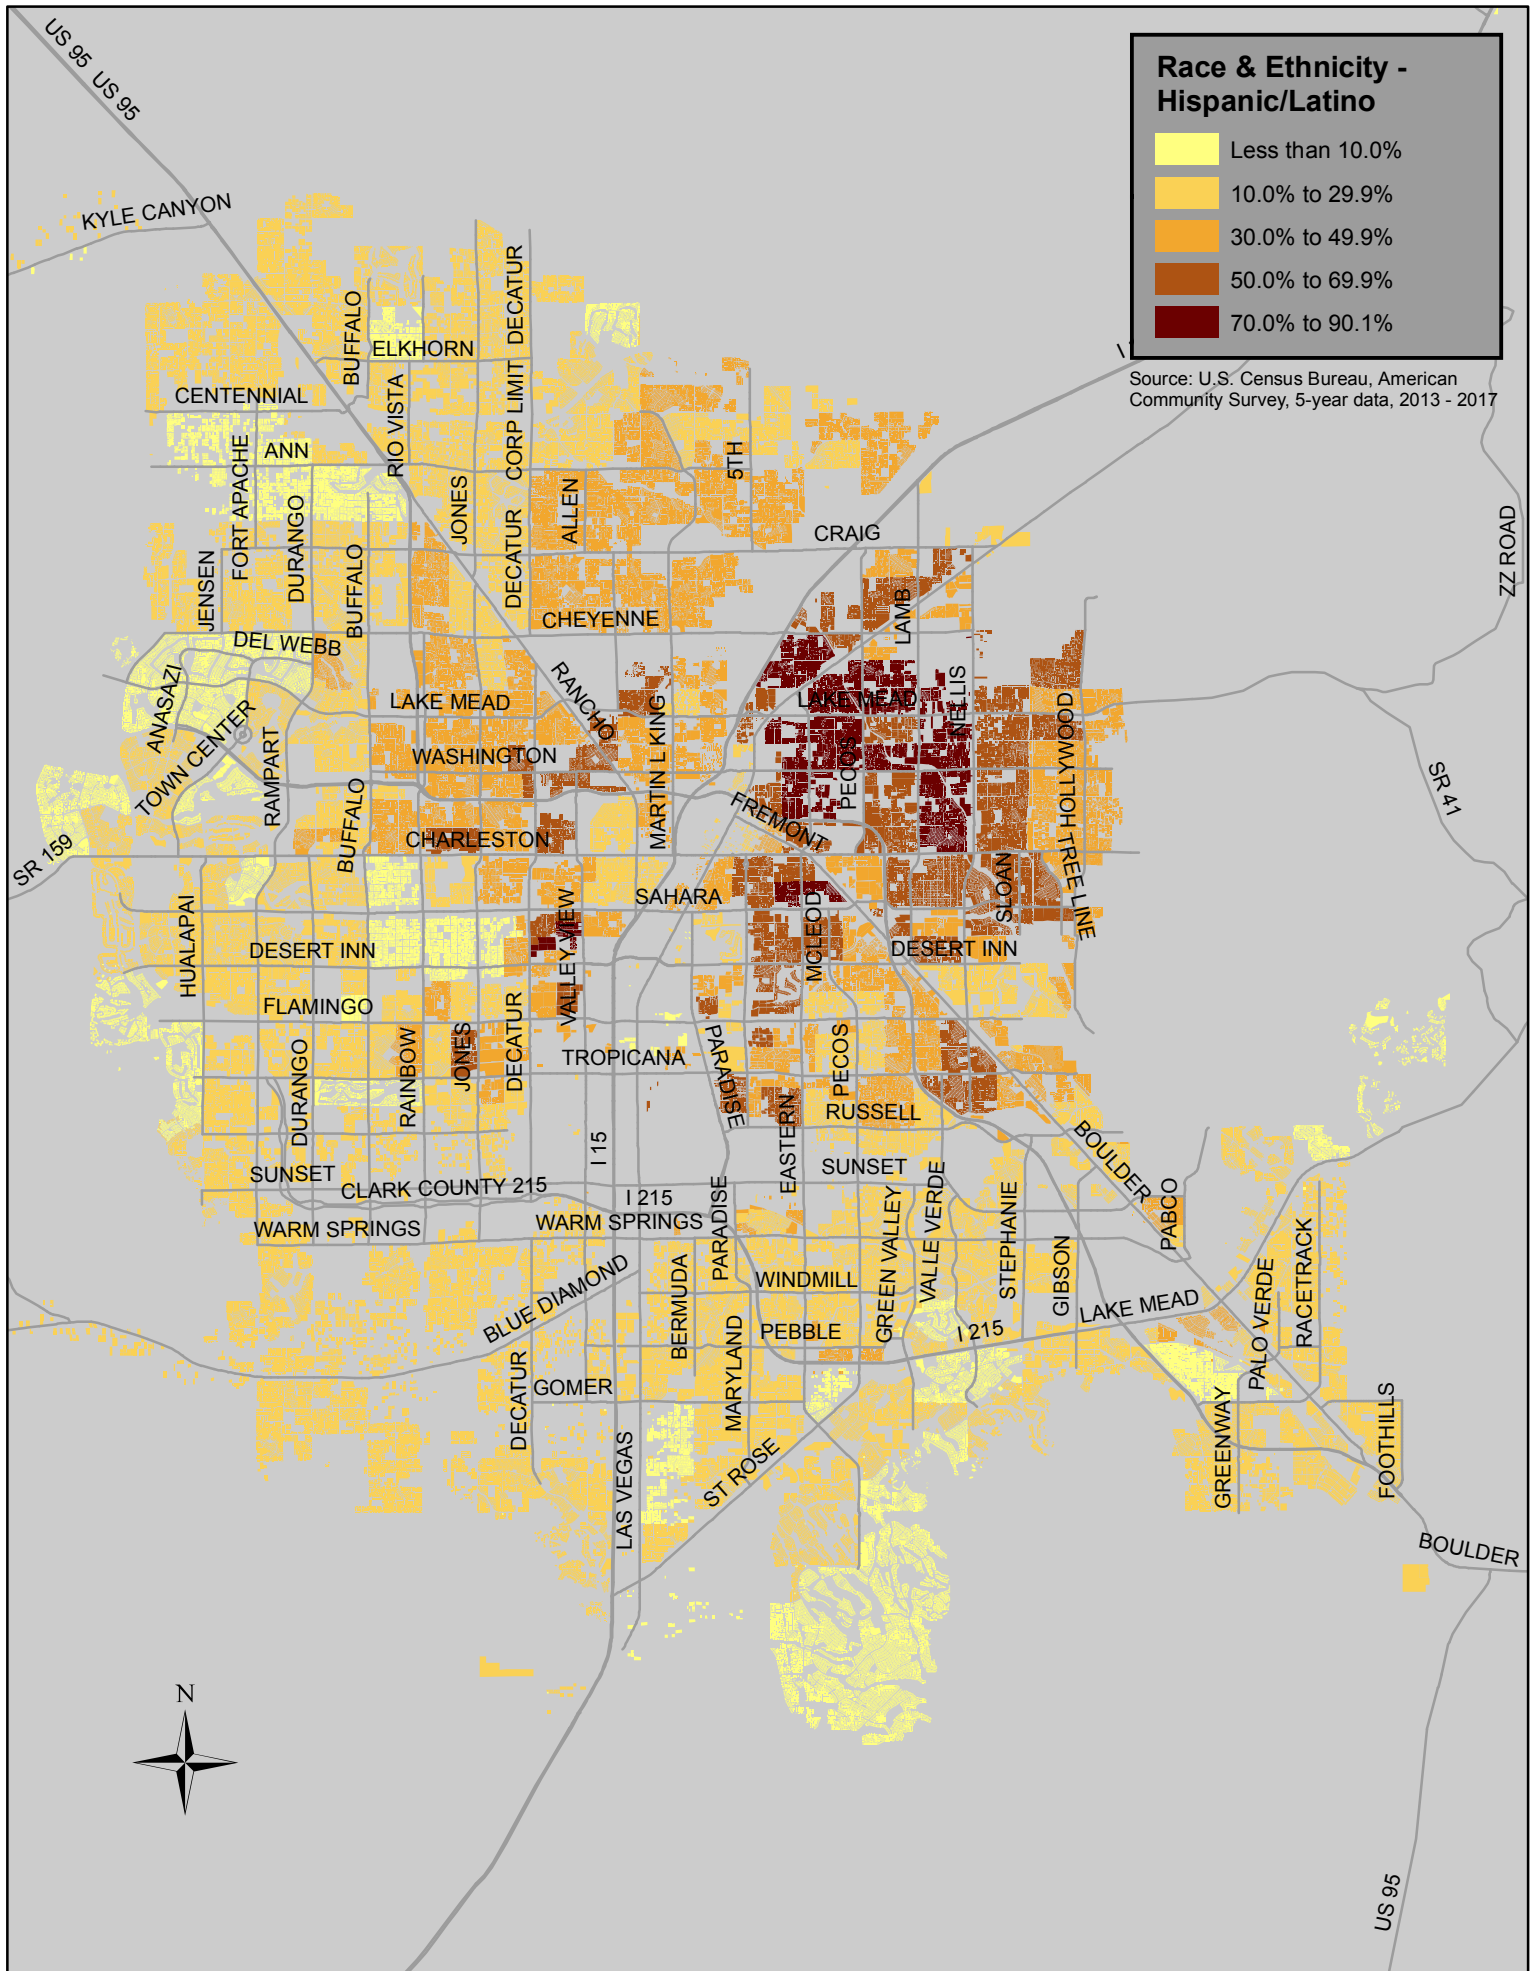 US 95 US 95
Race & Ethnicity -
Hispanic/Latino
Less than 10.0%
10.0% to 29.9%
30.0% to 49.9%
50.0% to 69.9%
70.0% to 90.1%
Source: U.S. Census Bureau, American
Community Survey, 5-year data, 2013 - 2017
KYLE CANYON
BUFFALO
DECATUR
ELKHORN
CENTENNIAL
RIO VISTA
CORP LIMIT
FORT APACHE
ANN
5TH
JONES
ALLEN
DURANGO
DECATUR
CRAIG
ZZ ROAD
JENSEN
BUFFALO
LAMB
CHEYENNE
DEL WEBB
ANASAZI
RANCHO
NELLIS
LAKE MEAD
MARTIN L KING
LAKE MEAD
HOLLYWOOD
TOWN CENTER
RAMPART
WASHINGTON
PECOS
SR 41
BUFFALO
FREMONT
CHARLESTON
SR 159
TREE LINE
HUALAPAI
SAHARA
SLOAN
VALLEY VIEW
MCLEOD
DESERT INN
DESERT INN
FLAMINGO
DECATUR
JONES
RAINBOW
DURANGO
TROPICANA
PARADISE
PECOS
RUSSELL
EASTERN
I 15
BOULDER
SUNSET
SUNSET
CLARK COUNTY 215
I 215
PARADISE
GREEN VALLEY
VALLE VERDE
STEPHANIE
PABCO
WARM SPRINGS
WARM SPRINGS
RACETRACK
BERMUDA
WINDMILL
GIBSON
PALO VERDE
BLUE DIAMOND
LAKE MEAD
PEBBLE
I 215
MARYLAND
DECATUR
GOMER
GREENWAY
FOOTHILLS
LAS VEGAS
ST ROSE
BOULDER
N
US 95